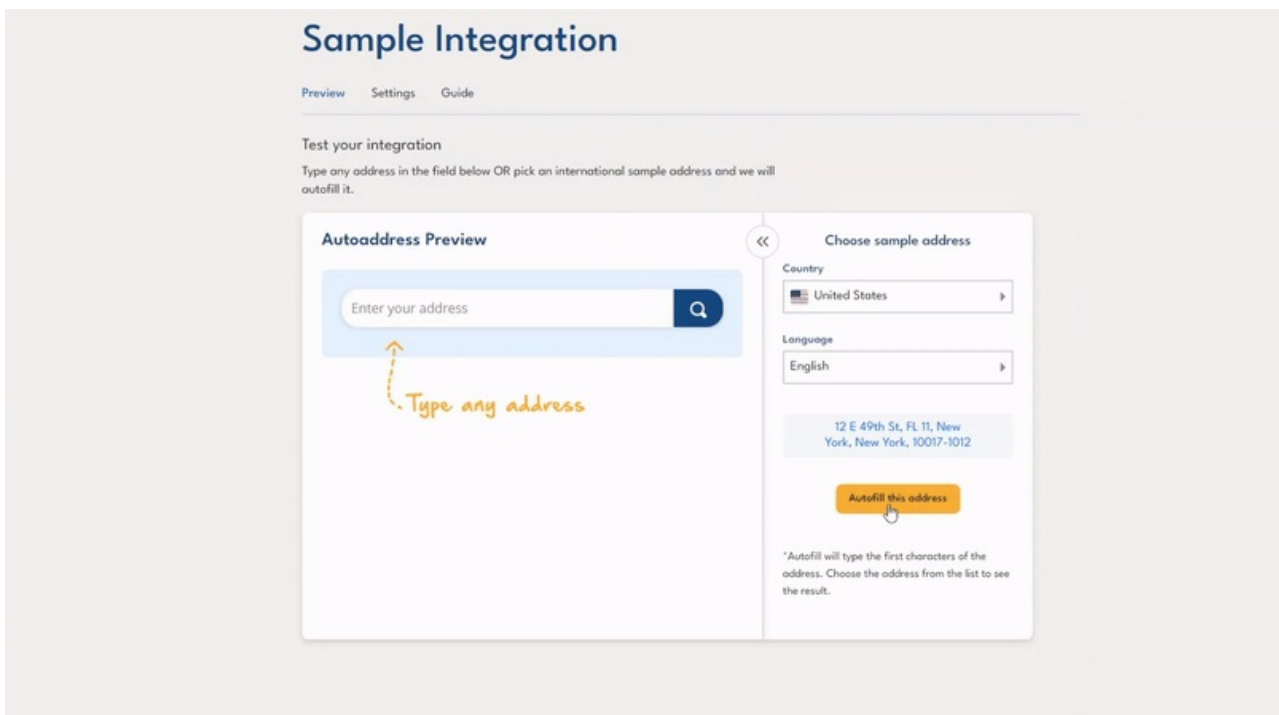 Sample Integration
Preview Settings Guide
Test your integration
Type any address in the field below OR pick an international sample address and we will
autofill it.
Autoaddress Preview
Enter your address
Type any address
Choose sample address
Country
United States
Language
English
12 E 49th St, FL 11, New
York, New York, 10017-1012
Autofill this address
*Autofill will type the first characters of the
address. Choose the address from the list to see
the result.